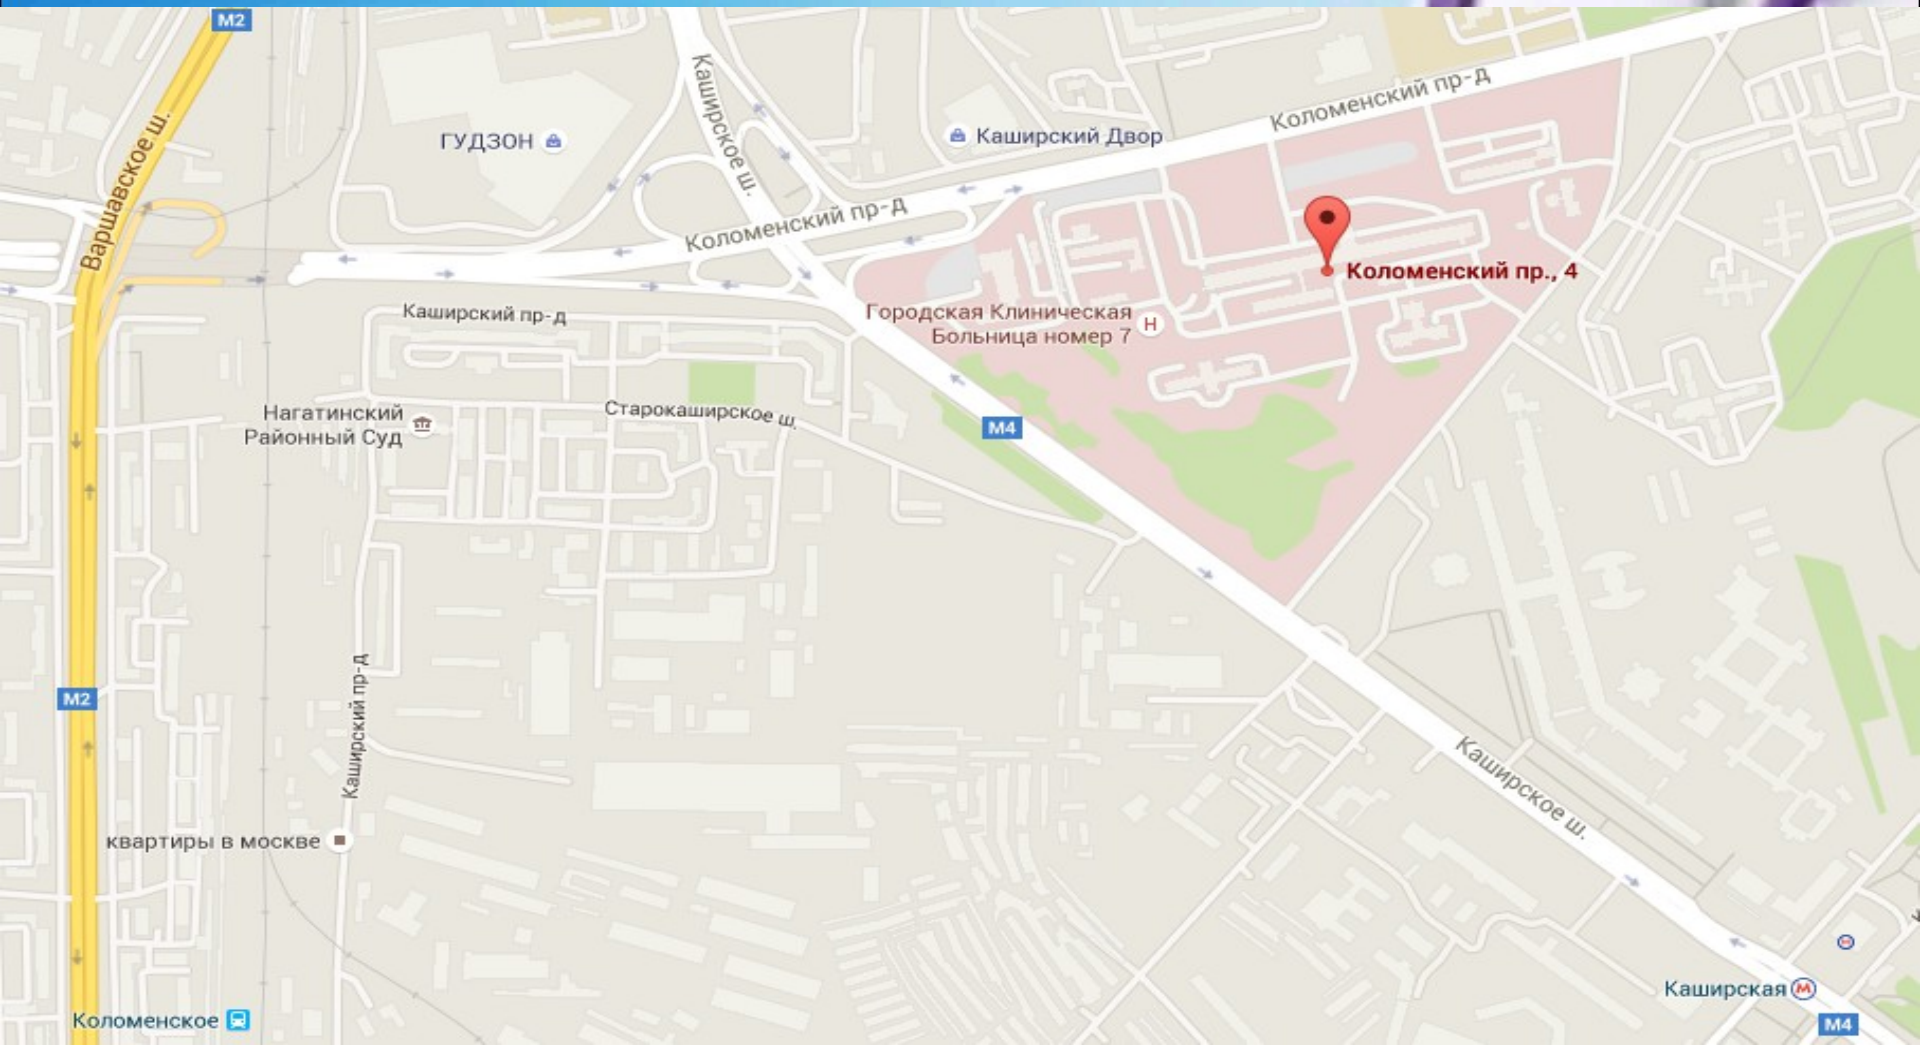 M2
Каширское ш.
Коломенский пр-д
Варшавское ш.
ГУДЗОН
Каширский Двор
Коломенский пр-д
Коломенский пр., 4
Каширский пр-д
Городская Клиническая
Больница номер 7
Нагатинский
Районный Суд
Старокаширское ш.
M4
M2
Каширский пр-д
Каширское ш.
квартиры в москве
Каширская
Коломенское
M4